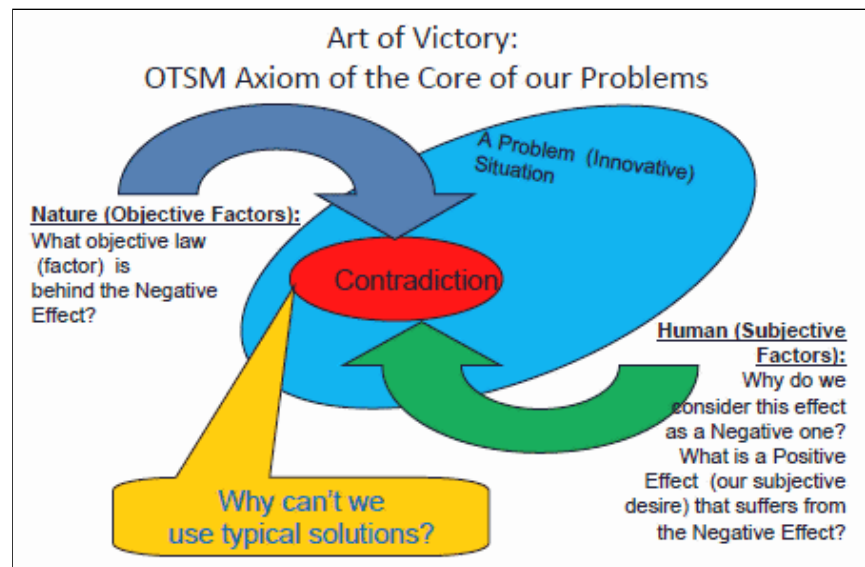 Art of Victory:
OTSM Axiom of the Core of our Problems
A Problem (Innovative)
Situation
Nature (Objective Factors):
What objective law
(factor) is
behind the Negative
Effect?
Contradiction
Human (Subjective
Factors):
Why do we
consider this effect
as a Negative one?
What is a Positive
Effect (our subjective
desire) that suffers from
the Negative Effect?
Why can't we
use typical solutions?